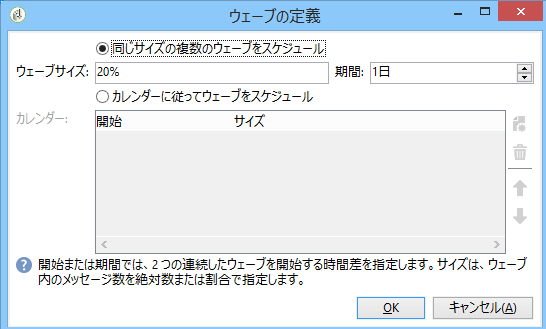 ウェーブの定義
同じサイズの複数のウェーブをスケジュール
ウェーブサイズ: 20% 期間: 1日
カレンダーに従ってウェーブをスケジュール
カレンダー: 開始 サイズ
開始または期間では、2つの連続したウェーブを開始する時間差を指定します。サイズは、ウェーブ
内のメッセージ数を絶対数または割合で指定します。
OK キャンセル(A)